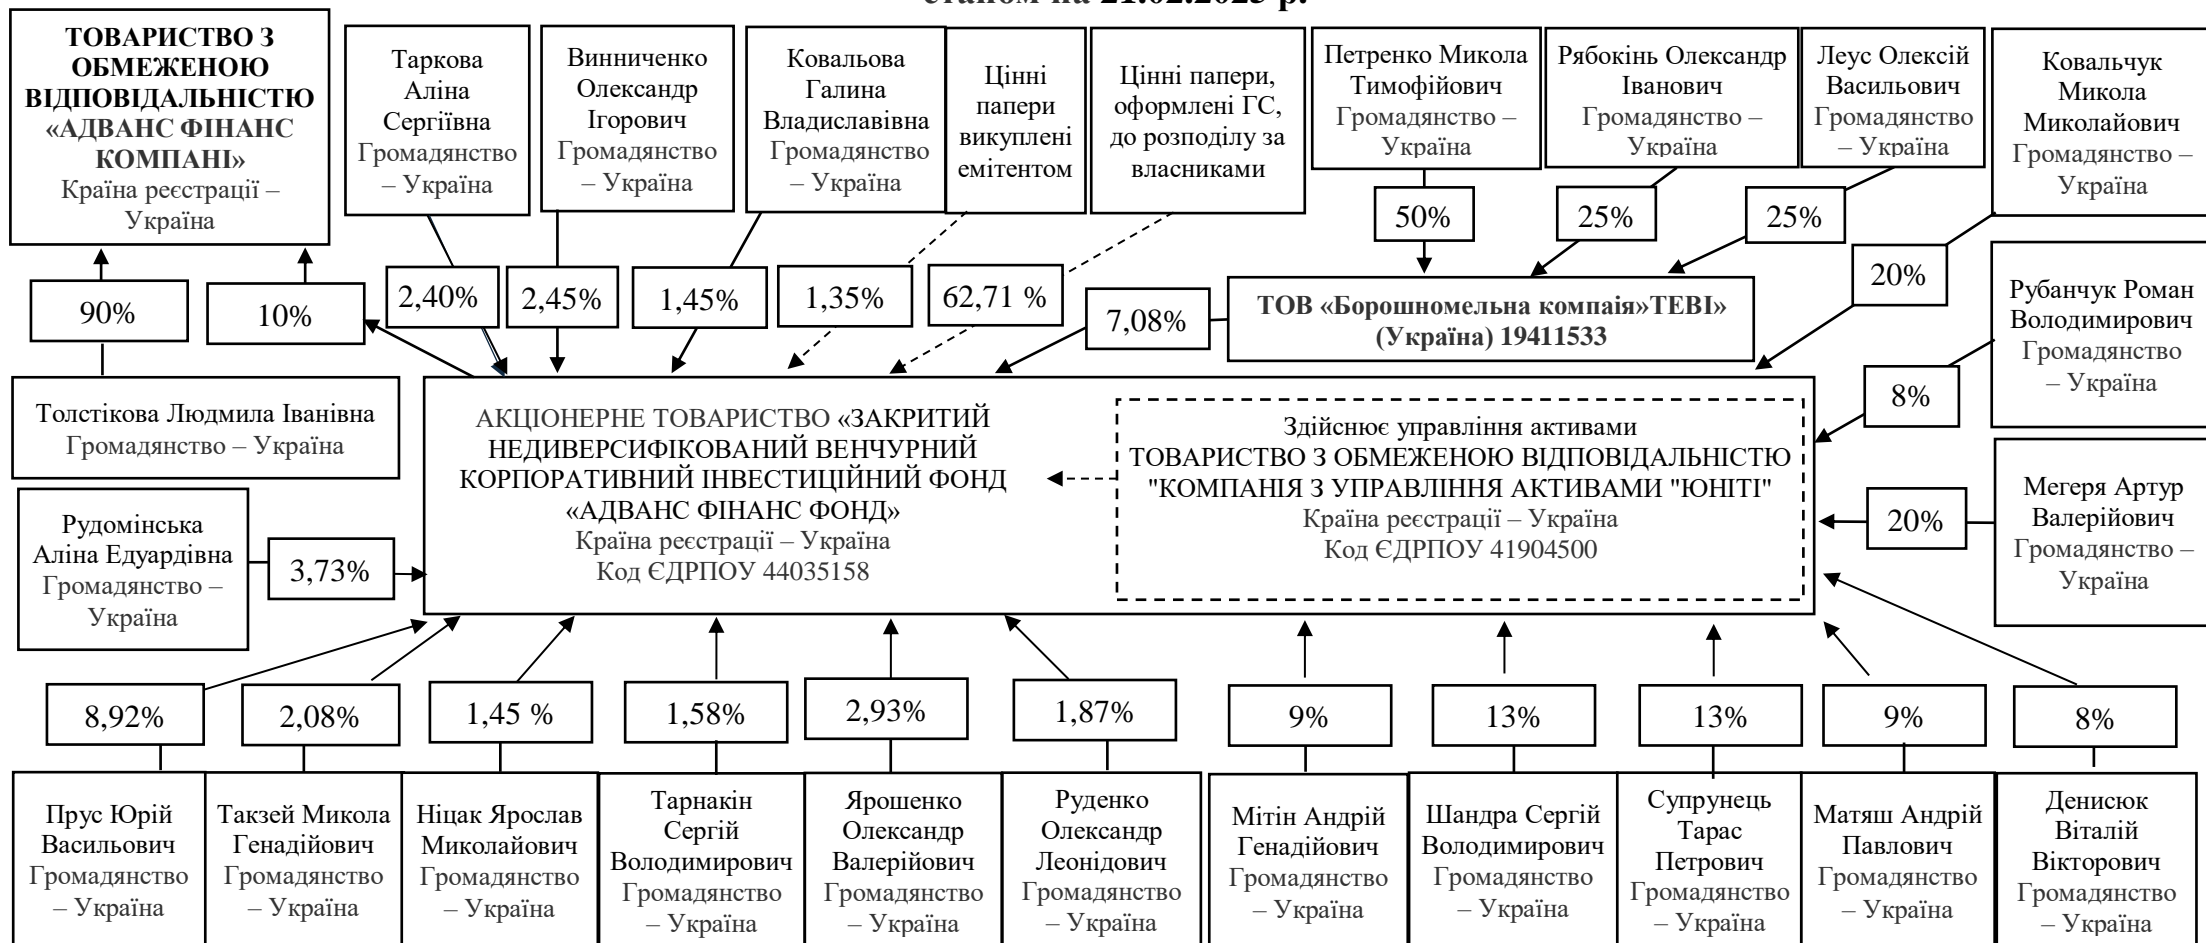 станом на 21.02.2025 р.
ТОВАРИСТВО З
ОБМЕЖЕНОЮ
ВІДПОВІДАЛЬНІСТЮ
«АДВАНС ФІНАНС
КОМПАНІ»
Країна реєстрації –
Україна
Таркова
Аліна
Сергіївна
Громадянство
– Україна
Винниченко
Олександр
Ігорович
Громадянство
– Україна
Ковальова
Галина
Владиславівна
Громадянство
– Україна
Цінні
папери
викуплені
емітентом
Цінні папери,
оформлені ГС,
до розподілу за
власниками
Петренко Микола
Тимофійович
Громадянство –
Україна
Рябокінь Олександр
Іванович
Громадянство –
Україна
Леус Олексій
Васильович
Громадянство
– Україна
Ковальчук
Микола
Миколайович
Громадянство –
Україна
50%
25%
25%
20%
90%
10%
2,40%
2,45%
1,45%
1,35%
62,71 %
7,08%
ТОВ «Борошномельна компаія»ТЕВІ»
(Україна) 19411533
Рубанчук Роман
Володимирович
Громадянство
– Україна
8%
Толстікова Людмила Іванівна
Громадянство – Україна
АКЦІОНЕРНЕ ТОВАРИСТВО «ЗАКРИТИЙ
НЕДИВЕРСИФІКОВАНИЙ ВЕНЧУРНИЙ
КОРПОРАТИВНИЙ ІНВЕСТИЦІЙНИЙ ФОНД
«АДВАНС ФІНАНС ФОНД»
Країна реєстрації – Україна
Код ЄДРПОУ 44035158
Здійснює управління активами
ТОВАРИСТВО З ОБМЕЖЕНОЮ ВІДПОВІДАЛЬНІСТЮ
"КОМПАНІЯ З УПРАВЛІННЯ АКТИВАМИ "ЮНІТІ"
Країна реєстрації – Україна
Код ЄДРПОУ 41904500
Мегеря Артур
Валерійович
Громадянство –
Україна
20%
Рудомінська
Аліна Едуардівна
Громадянство –
Україна
3,73%
8,92%
2,08%
1,45 %
1,58%
2,93%
1,87%
9%
13%
13%
9%
8%
Прус Юрій
Васильович
Громадянство
– Україна
Такзей Микола
Генадійович
Громадянство
– Україна
Ніцак Ярослав
Миколайович
Громадянство
– Україна
Тарнакін
Сергій
Володимирович
Громадянство
– Україна
Ярошенко
Олександр
Валерійович
Громадянство
– Україна
Руденко
Олександр
Леонідович
Громадянство
– Україна
Мітін Андрій
Генадійович
Громадянство
– Україна
Шандра Сергій
Володимирович
Громадянство
– Україна
Супрунець
Тарас
Петрович
Громадянство
– Україна
Матяш Андрій
Павлович
Громадянство
– Україна
Денисюк
Віталій
Вікторович
Громадянство
– Україна